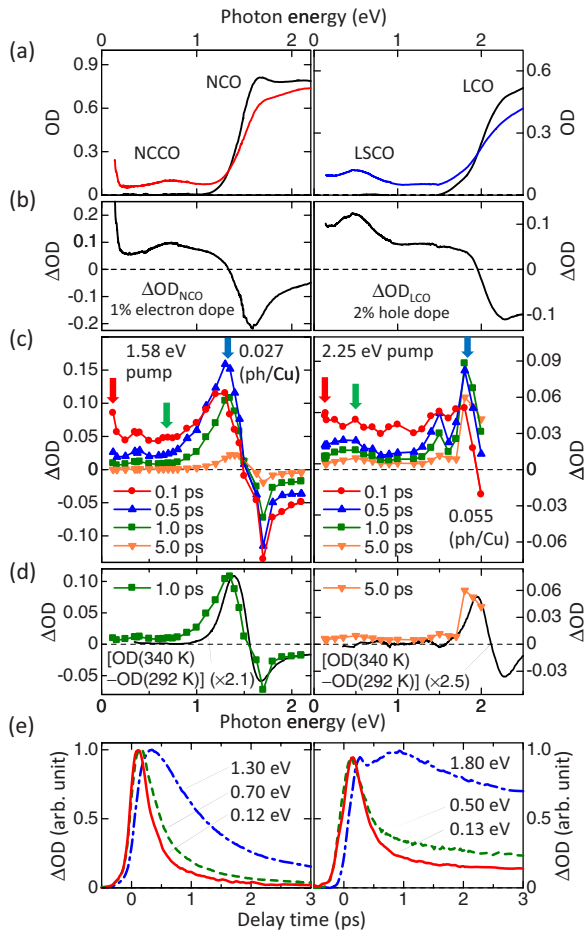 Photon energy (eV)
0 1 2 0 1 2
(a)
0.9
0.6
0.3
0
OD
NCO
NCCO
LCO
LSCO
0.6
0.3
0
OD
(b)
0.2
0.1
0
-0.1
-0.2
ΔOD
ΔOD_NCO
1% electron dope
ΔOD_LCO
2% hole dope
0.1
0
-0.1
ΔOD
(c)
0.15
0.10
0.05
0.00
-0.05
-0.10
ΔOD
1.58 eV
pump
0.027
(ph/Cu)
0.1 ps
0.5 ps
1.0 ps
5.0 ps
2.25 eV pump
0.1 ps
0.5 ps
1.0 ps
5.0 ps
0.055
(ph/Cu)
0.09
0.06
0.03
0.00
-0.03
-0.06
ΔOD
(d)
0.10
0.05
0.00
-0.05
ΔOD
1.0 ps
[OD(340 K)
–OD(292 K)] (×2.1)
5.0 ps
[OD(340 K)
–OD(292 K)] (×2.5)
0.06
0.03
0.00
-0.03
ΔOD
0 1 2 0 1 2
Photon energy (eV)
(e)
1.0
0.5
0
ΔOD (arb. unit)
1.30 eV
0.70 eV
0.12 eV
1.80 eV
0.50 eV
0.13 eV
1.0
0.5
0
ΔOD (arb. unit)
0 1 2 3 0 1 2 3
Delay time (ps)